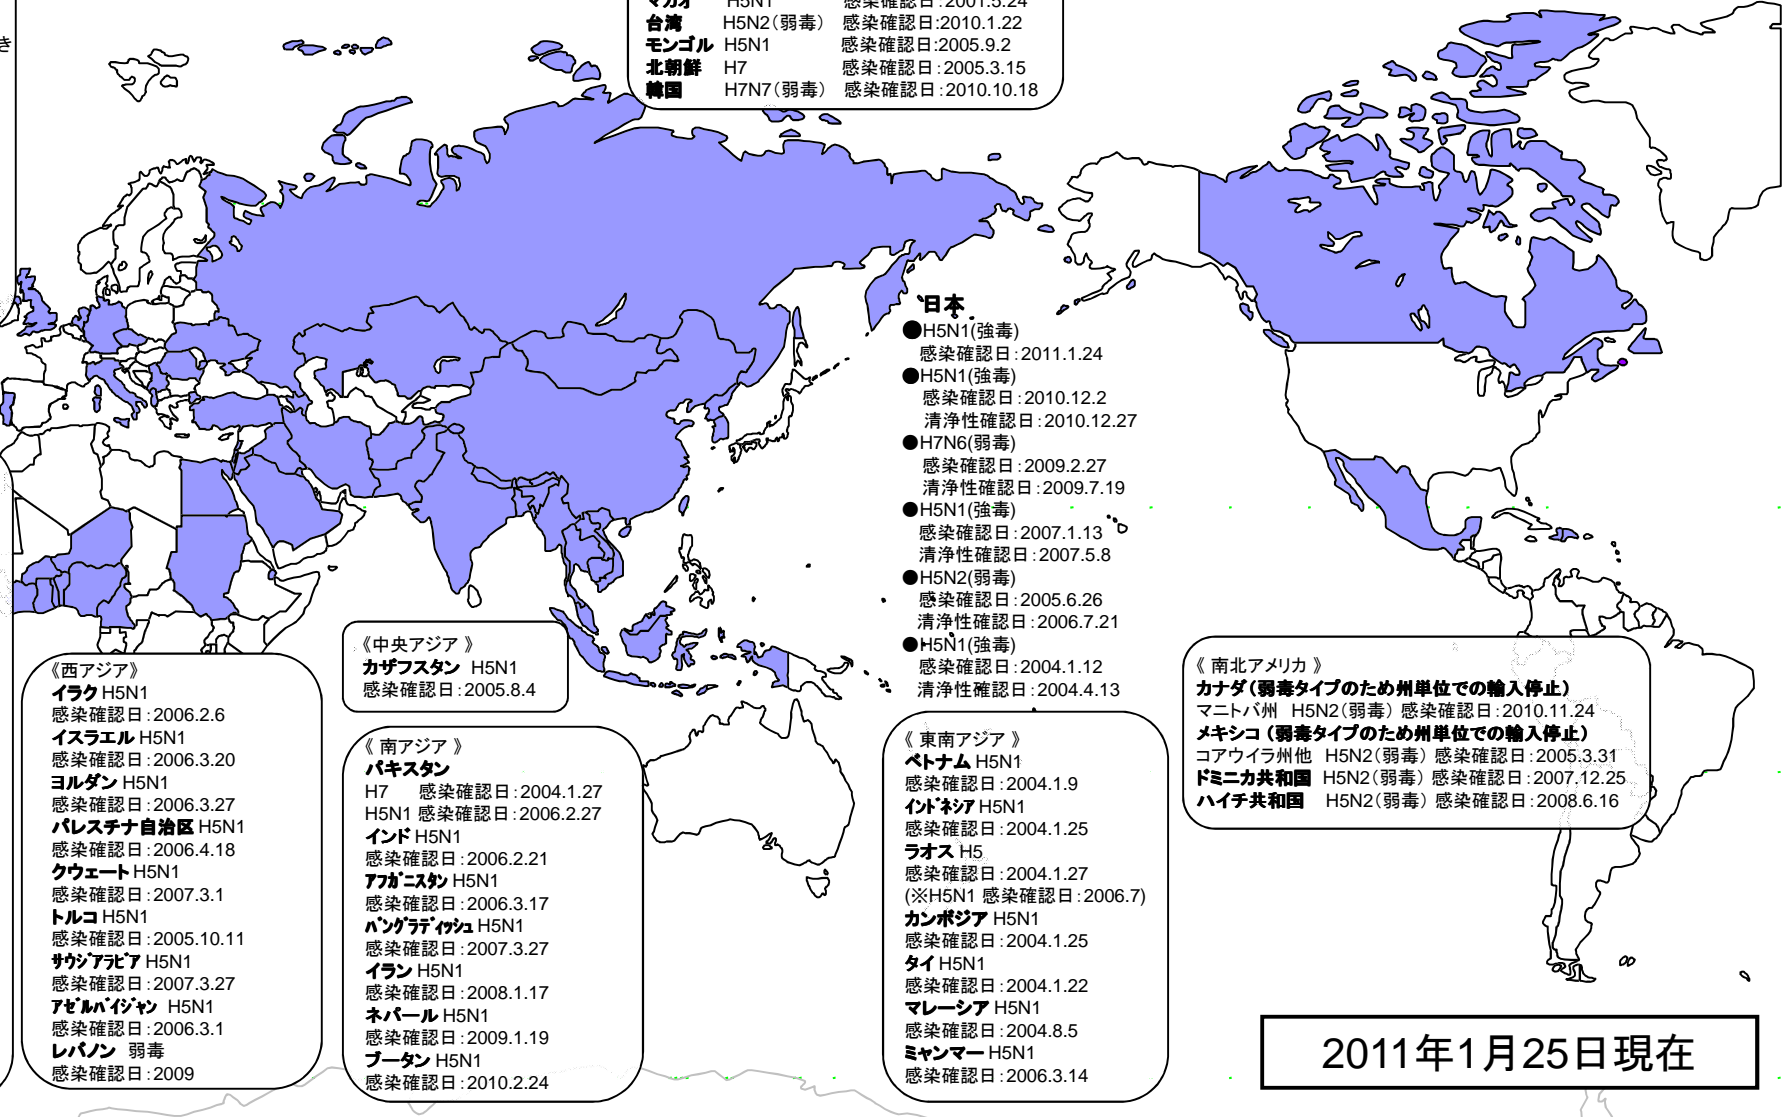 き
マカオ H5N1 感染確認日:2001.5.24
台湾 H5N2(弱毒) 感染確認日:2010.1.22
モンゴル H5N1 感染確認日:2005.9.2
北朝鮮 H7 感染確認日:2005.3.15
韓国 H7N7(弱毒) 感染確認日:2010.10.18
日本
●H5N1(強毒)
感染確認日:2011.1.24
●H5N1(強毒)
感染確認日:2010.12.2
清浄性確認日:2010.12.27
●H7N6(弱毒)
感染確認日:2009.2.27
清浄性確認日:2009.7.19
●H5N1(強毒)
感染確認日:2007.1.13
清浄性確認日:2007.5.8
●H5N2(弱毒)
感染確認日:2005.6.26
清浄性確認日:2006.7.21
●H5N1(強毒)
感染確認日:2004.1.12
清浄性確認日:2004.4.13
《西アジア》
イラク H5N1
感染確認日:2006.2.6
イスラエル H5N1
感染確認日:2006.3.20
ヨルダン H5N1
感染確認日:2006.3.27
パレスチナ自治区 H5N1
感染確認日:2006.4.18
クウェート H5N1
感染確認日:2007.3.1
トルコ H5N1
感染確認日:2005.10.11
サウジアラビア H5N1
感染確認日:2007.3.27
アゼルバイジャン H5N1
感染確認日:2006.3.1
レバノン 弱毒
感染確認日:2009
《中央アジア 》
カザフスタン H5N1
感染確認日:2005.8.4
《 南アジア 》
パキスタン
H7 感染確認日:2004.1.27
H5N1 感染確認日:2006.2.27
インド H5N1
感染確認日:2006.2.21
アフガニスタン H5N1
感染確認日:2006.3.17
バングラディッシュ H5N1
感染確認日:2007.3.27
イラン H5N1
感染確認日:2008.1.17
ネパール H5N1
感染確認日:2009.1.19
ブータン H5N1
感染確認日:2010.2.24
《 東南アジア 》
ベトナム H5N1
感染確認日:2004.1.9
インドネシア H5N1
感染確認日:2004.1.25
ラオス H5
感染確認日:2004.1.27
(※H5N1 感染確認日:2006.7)
カンボジア H5N1
感染確認日:2004.1.25
タイ H5N1
感染確認日:2004.1.22
マレーシア H5N1
感染確認日:2004.8.5
ミャンマー H5N1
感染確認日:2006.3.14
《 南北アメリカ 》
カナダ(弱毒タイプのため州単位での輸入停止)
マニトバ州 H5N2(弱毒) 感染確認日:2010.11.24
メキシコ (弱毒タイプのため州単位での輸入停止)
コアウイラ州他 H5N2(弱毒) 感染確認日:2005.3.31
ドミニカ共和国 H5N2(弱毒) 感染確認日:2007.12.25
ハイチ共和国 H5N2(弱毒) 感染確認日:2008.6.16
2011年1月25日現在